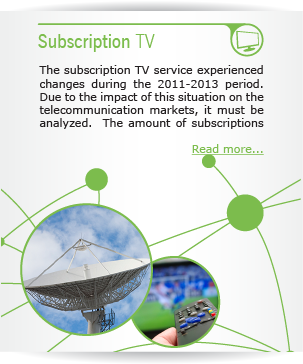 Subscription TV
The subscription TV service experienced
changes during the 2011-2013 period.
Due to the impact of this situation on the
telecommunication markets, it must be
analyzed. The amount of subscriptions
Read more...